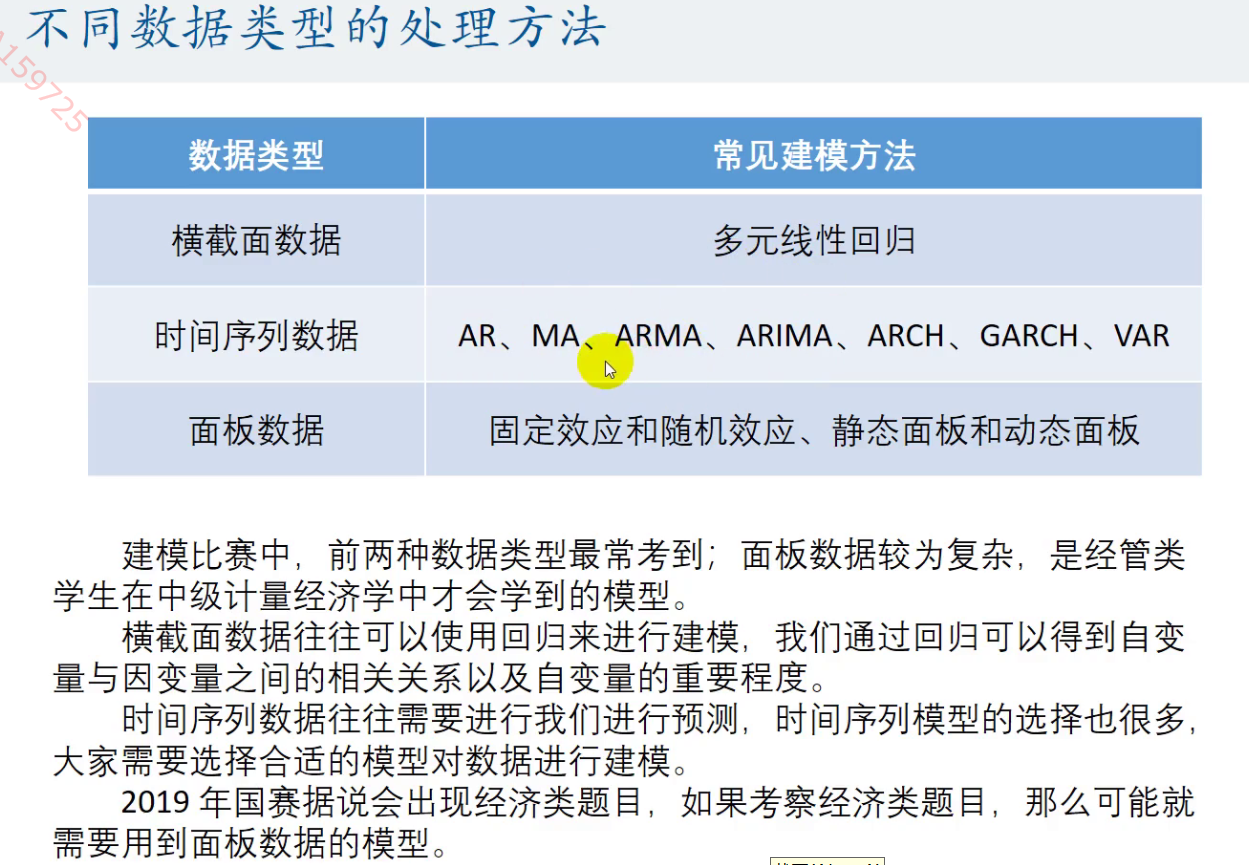 不同数据类型的处理方法
159725
数据类型
常见建模方法
横截面数据
多元线性回归
时间序列数据
AR、MA、ARMA、ARIMA、ARCH、GARCH、VAR
面板数据
固定效应和随机效应、静态面板和动态面板
建模比赛中，前两种数据类型最常考到；面板数据较为复杂，是经管类
学生在中级计量经济学中才会学到的模型。
横截面数据往往可以使用回归来进行建模，我们通过回归可以得到自变
量与因变量之间的相关关系以及自变量的重要程度。
时间序列数据往往需要进行我们进行预测，时间序列模型的选择也很多，
大家需要选择合适的模型对数据进行建模。
2019 年国赛据说会出现经济类题目，如果考察经济类题目，那么可能就
需要用到面板数据的模型。